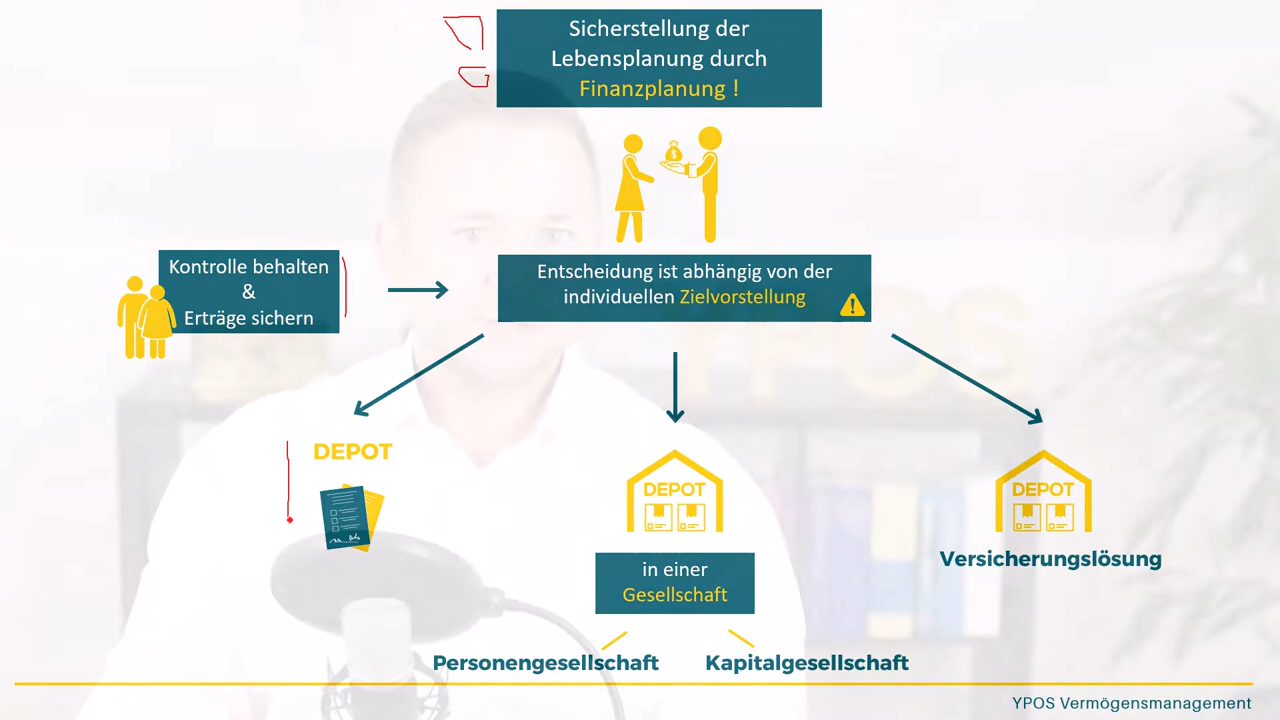 Sicherstellung der
Lebensplanung durch
Finanzplanung !
Kontrolle behalten
&
Erträge sichern
Entscheidung ist abhängig von der
individuellen Zielvorstellung
DEPOT
DEPOT
DEPOT
Versicherungslösung
in einer
Gesellschaft
Personengesellschaft
Kapitalgesellschaft
YPOS Vermögensmanagement